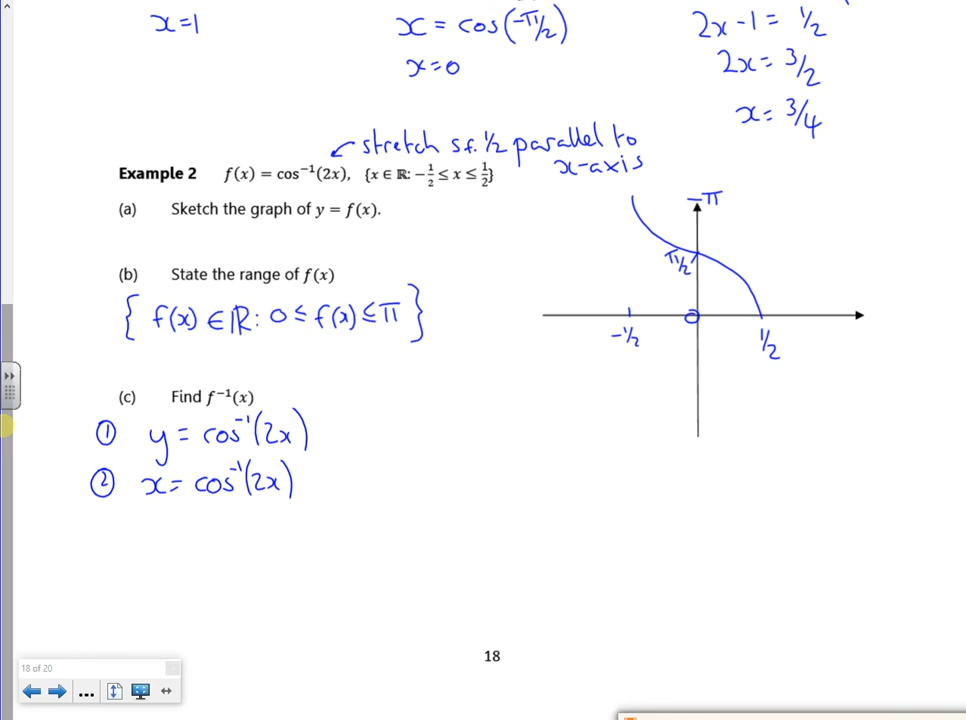 x=1
x = cos(-π/2)
x=0
2x-1 = 1/2
2x = 3/2
x = 3/4
stretch s.f. 1/2 parallel to
x-axis
Example 2 f(x) = cos⁻¹(2x), {x ∈ ℝ: -1/2 ≤ x ≤ 1/2}
(a) Sketch the graph of y = f(x).
-π
π/2
-1/2
0
1/2
(b) State the range of f(x)
{ f(x) ∈ ℝ: 0 ≤ f(x) ≤ π }
(c) Find f⁻¹(x)
① y = cos⁻¹(2x)
② x = cos⁻¹(2x)
18
18 of 20